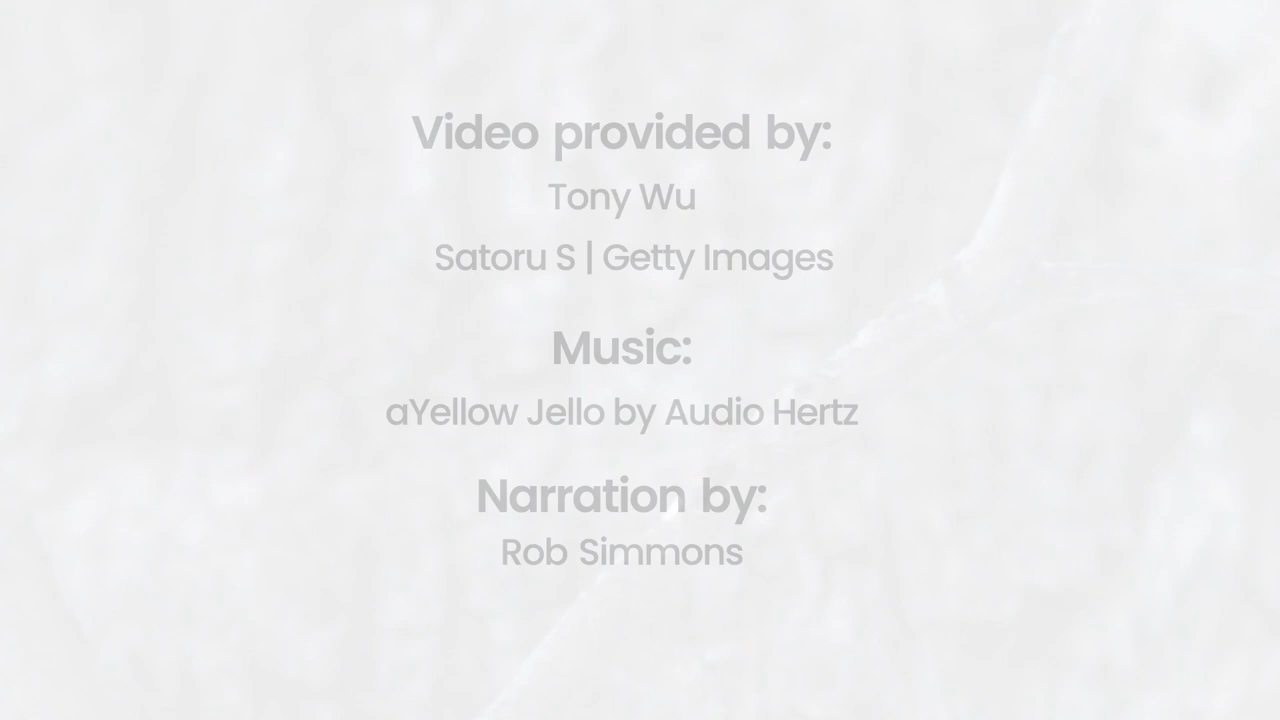 Video provided by:
Tony Wu
Satoru S | Getty Images
Music:
aYellow Jello by Audio Hertz
Narration by:
Rob Simmons